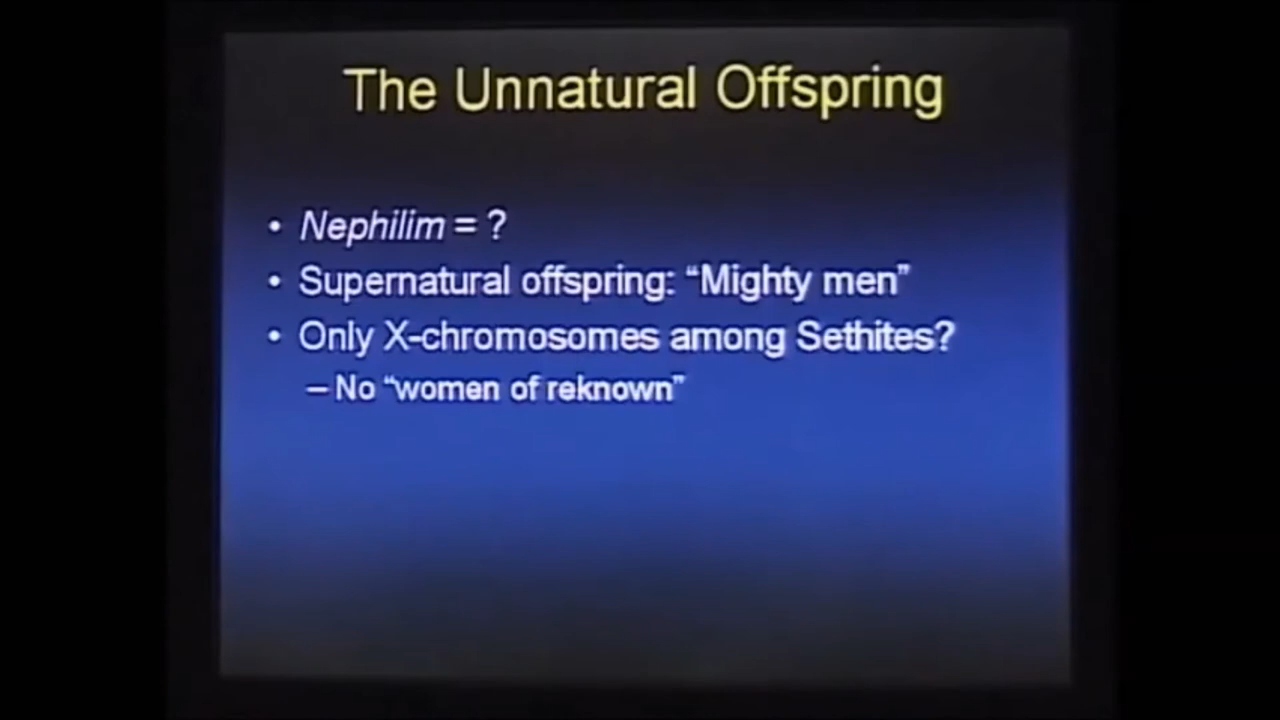 The Unnatural Offspring
• Nephilim = ?
• Supernatural offspring: “Mighty men”
• Only X-chromosomes among Sethites?
– No “women of reknown”